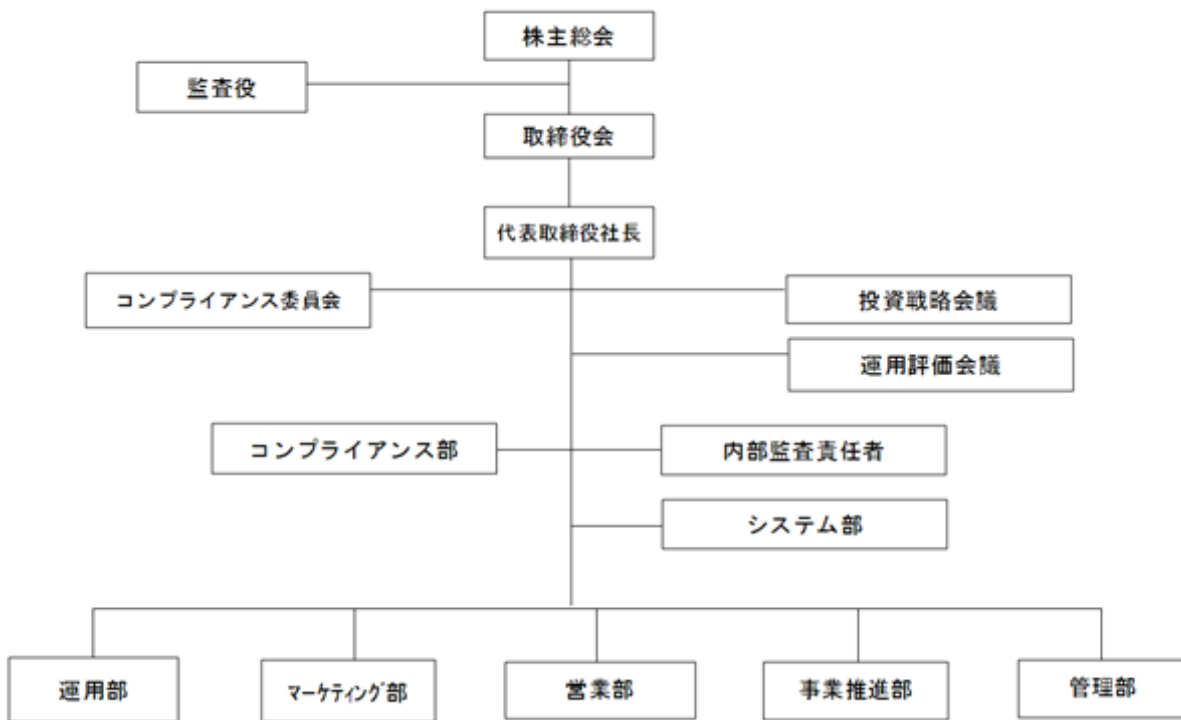 株主総会
監査役
取締役会
代表取締役社長
コンプライアンス委員会
投資戦略会議
運用評価会議
コンプライアンス部
内部監査責任者
システム部
運用部
マーケティング部
営業部
事業推進部
管理部